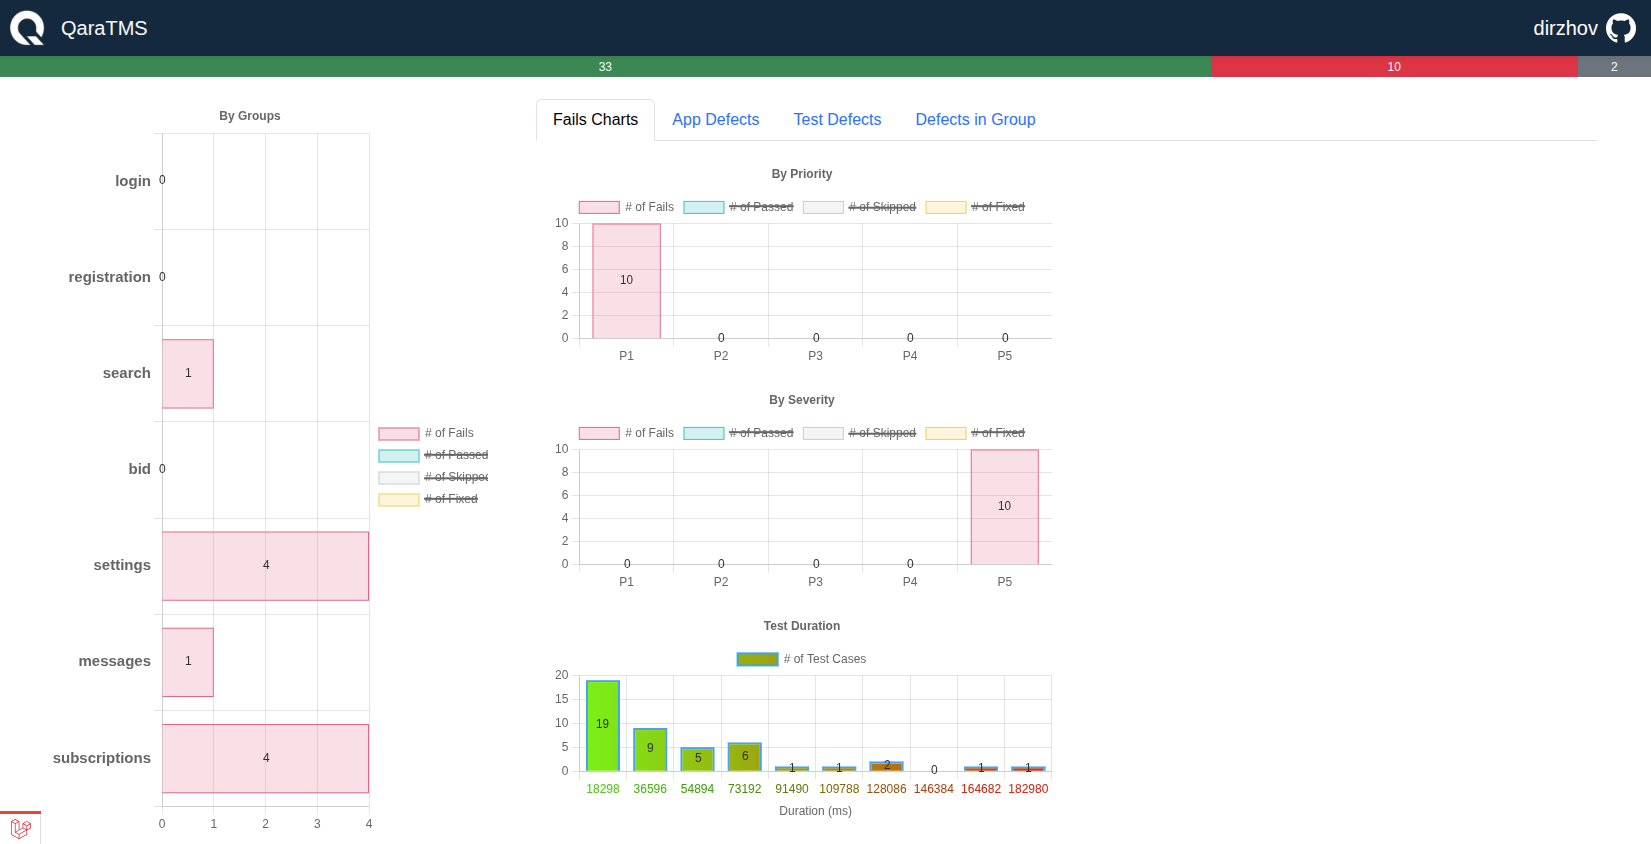 QaraTMS
dirzhov
33 10 2
By Groups
login 0
registration 0
search 1
bid 0
settings 4
messages 1
subscriptions 4
0 1 2 3 4
# of Fails
# of Passed
# of Skipped
# of Fixed
Fails Charts App Defects Test Defects Defects in Group
By Priority
# of Fails # of Passed # of Skipped # of Fixed
10
8
6
4
2
0
10 0 0 0 0
P1 P2 P3 P4 P5
By Severity
# of Fails # of Passed # of Skipped # of Fixed
10
8
6
4
2
0
0 0 0 0 10
P1 P2 P3 P4 P5
Test Duration
# of Test Cases
20
15
10
5
0
19 9 5 6 1 1 2 0 1 1
18298 36596 54894 73192 91490 109788 128086 146384 164682 182980
Duration (ms)